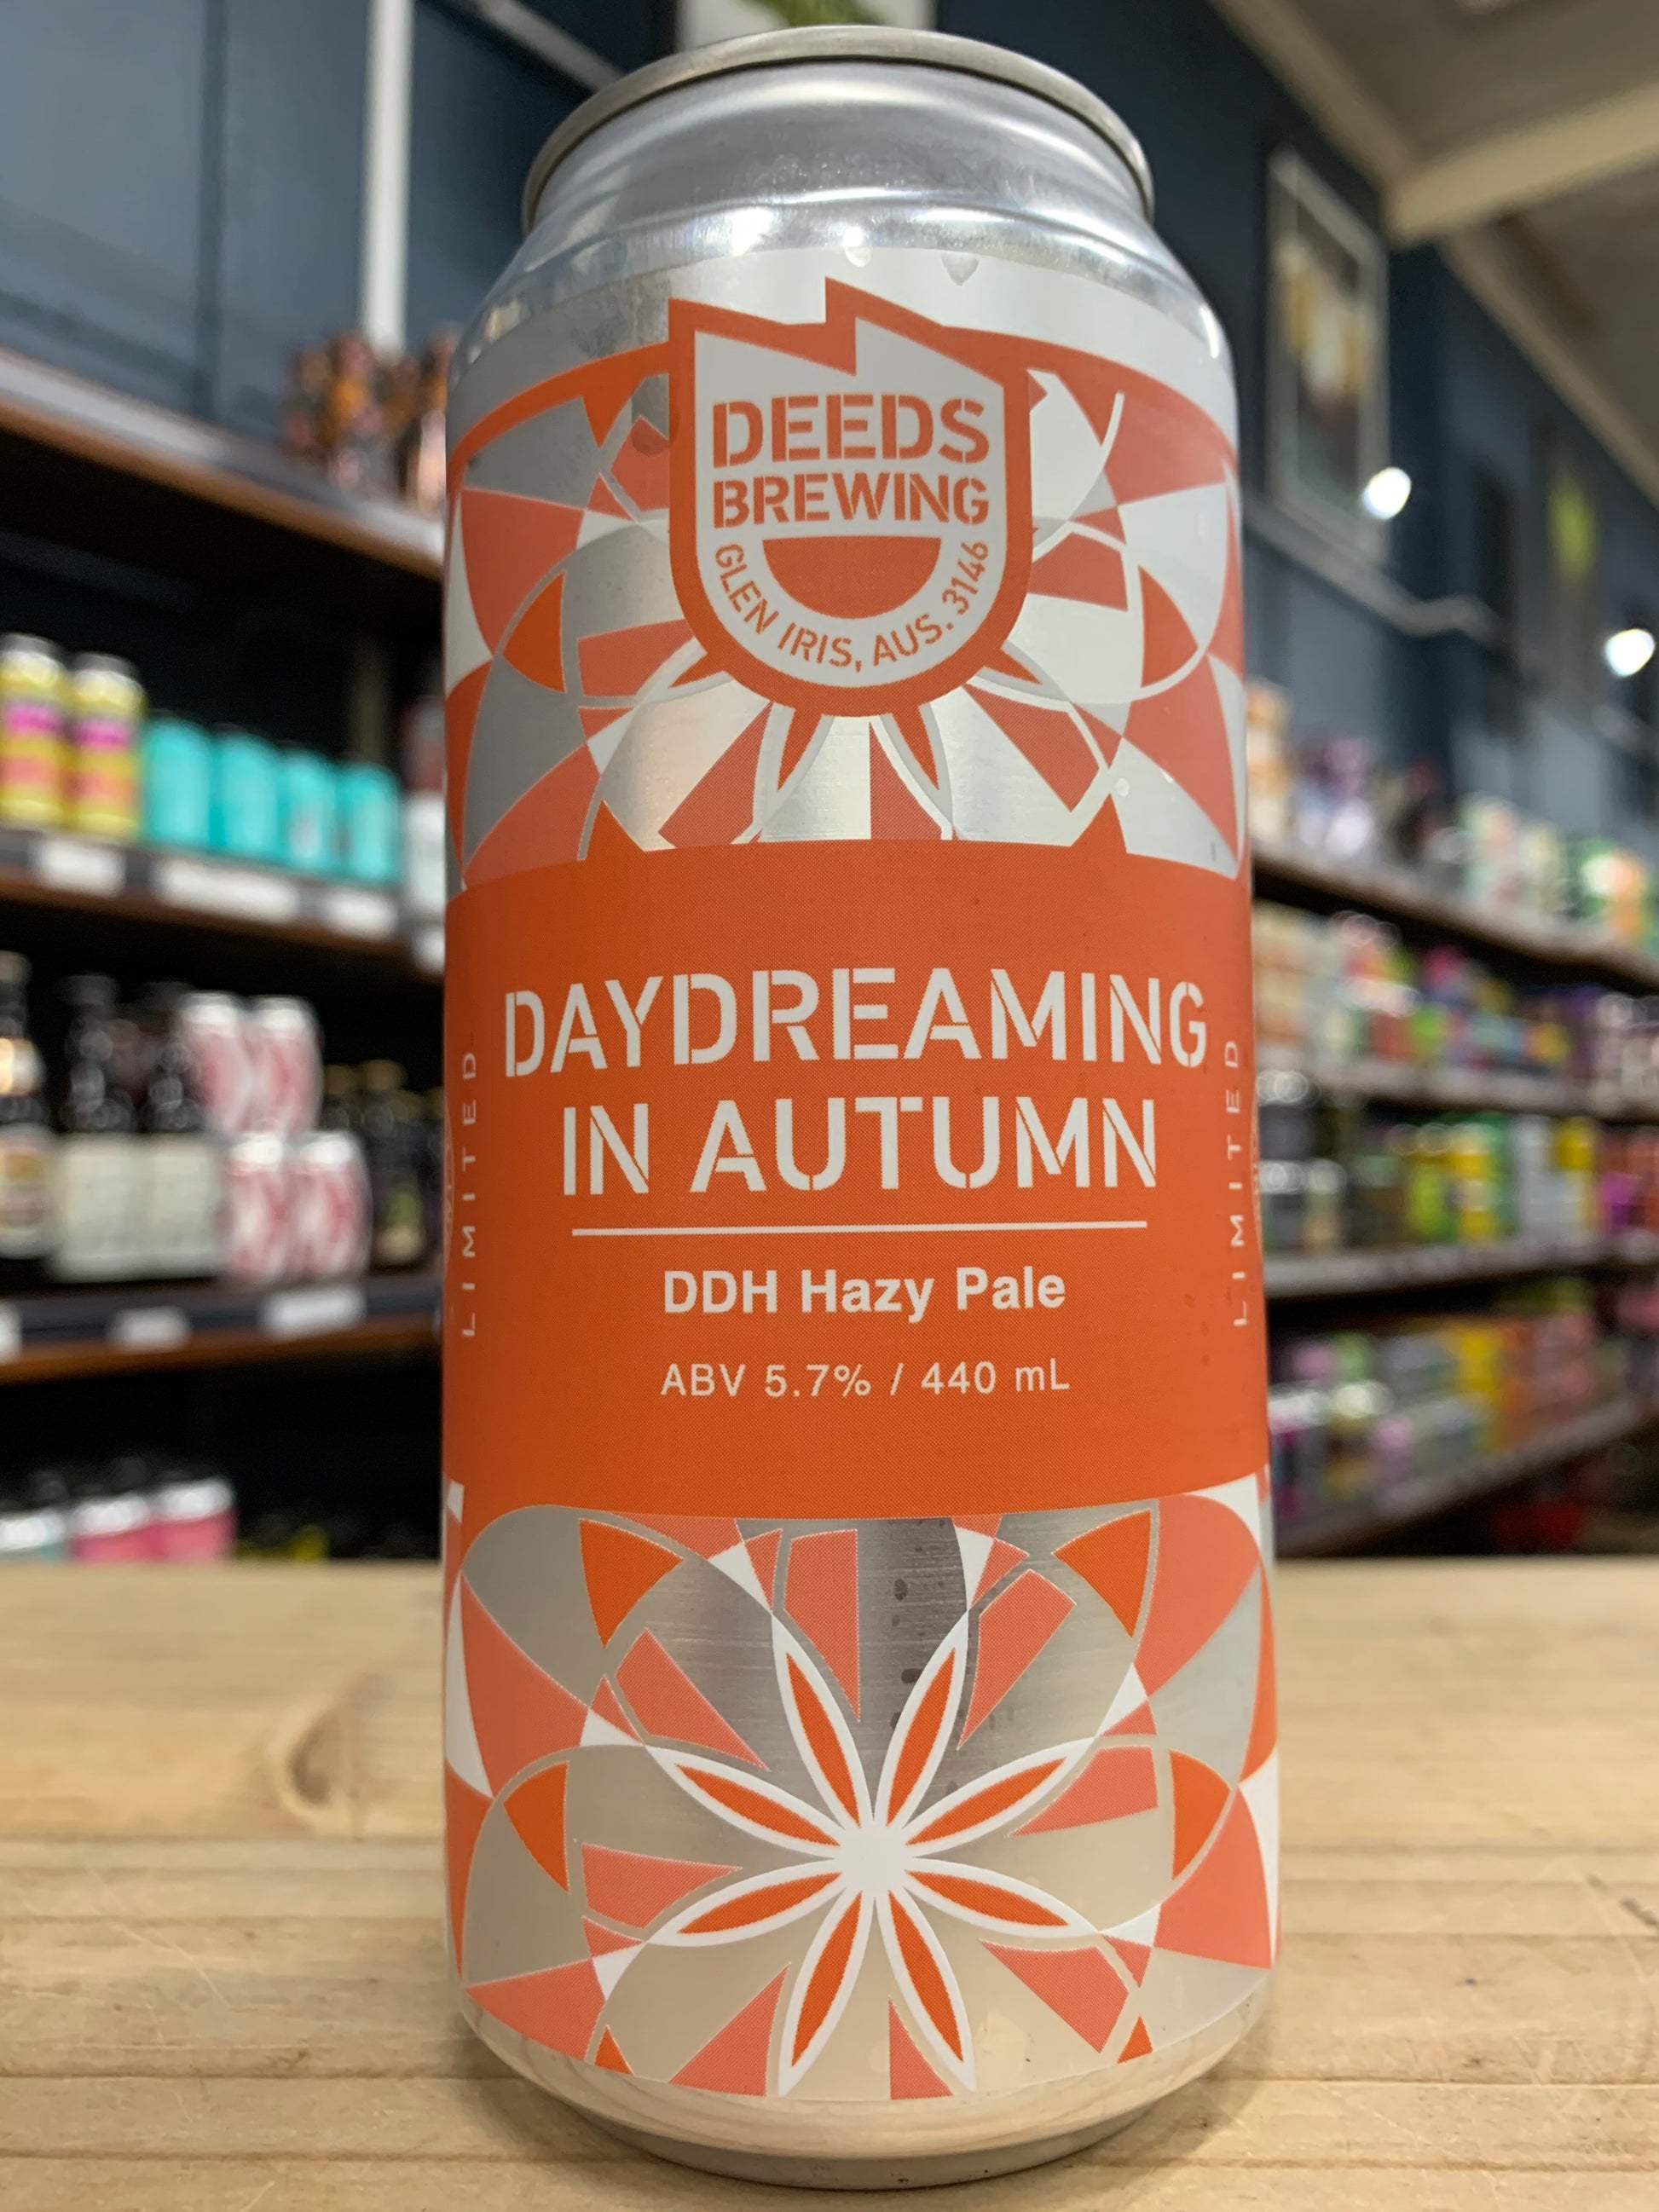 DEEDS
BREWING
GLEN IRIS, AUS. 3146
DAYDREAMING
IN AUTUMN
LIMITED
LIMITED
DDH Hazy Pale
ABV 5.7% / 440 mL